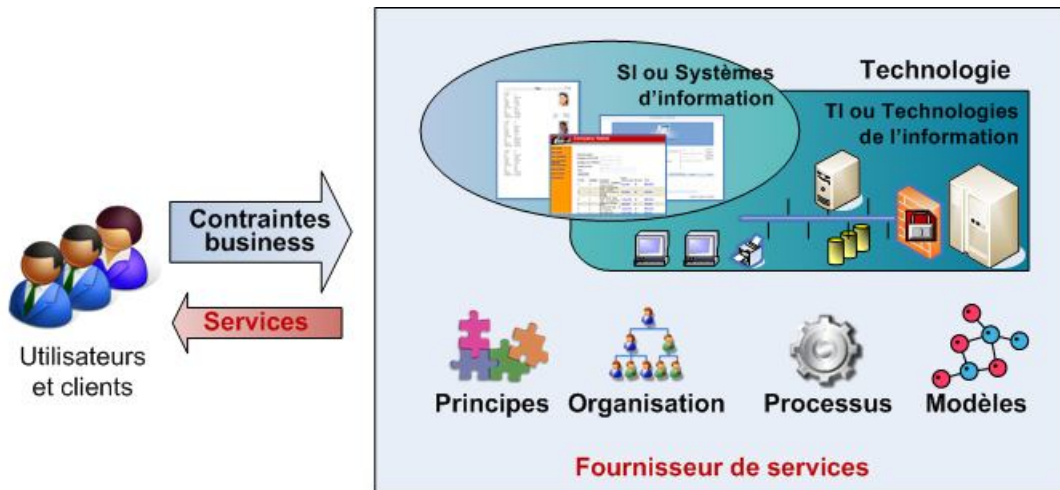 SI ou Systèmes
d'information
Technologie
TI ou Technologies
de l'information
Contraintes
business
Services
Utilisateurs
et clients
Principes
Organisation
Processus
Modèles
Fournisseur de services